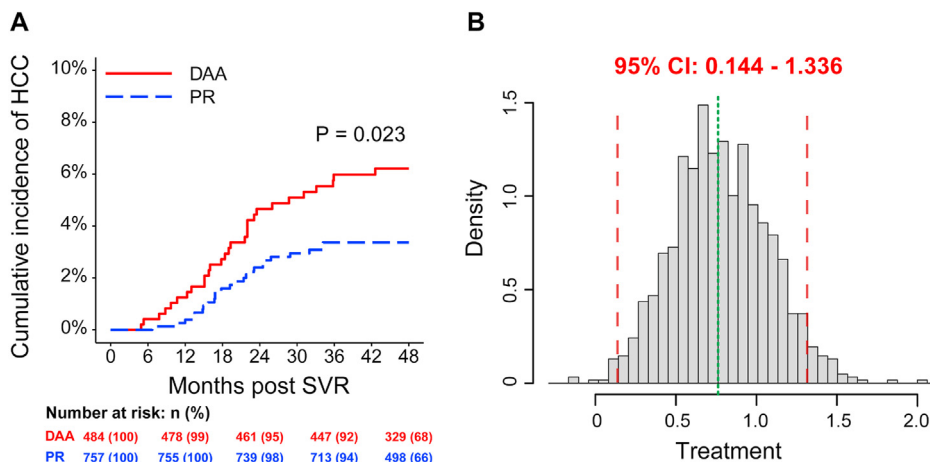 A
Cumulative incidence of HCC
10%
8%
6%
4%
2%
0%
DAA
PR
P = 0.023
0 6 12 18 24 30 36 42 48
Months post SVR
Number at risk: n (%)
DAA 484 (100) 478 (99) 461 (95) 447 (92) 329 (68)
PR 757 (100) 755 (100) 739 (98) 713 (94) 498 (66)
B
95% CI: 0.144 - 1.336
Density
1.5
1.0
0.5
0
0 0.5 1.0 1.5 2.0
Treatment